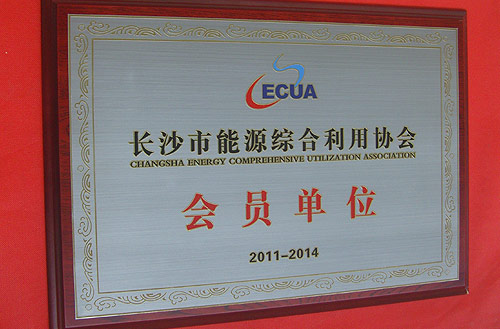 ECUA
长沙市能源综合利用协会
CHANGSHA ENERGY COMPREHENSIVE UTILIZATION ASSOCIATION
会员单位
2011-2014